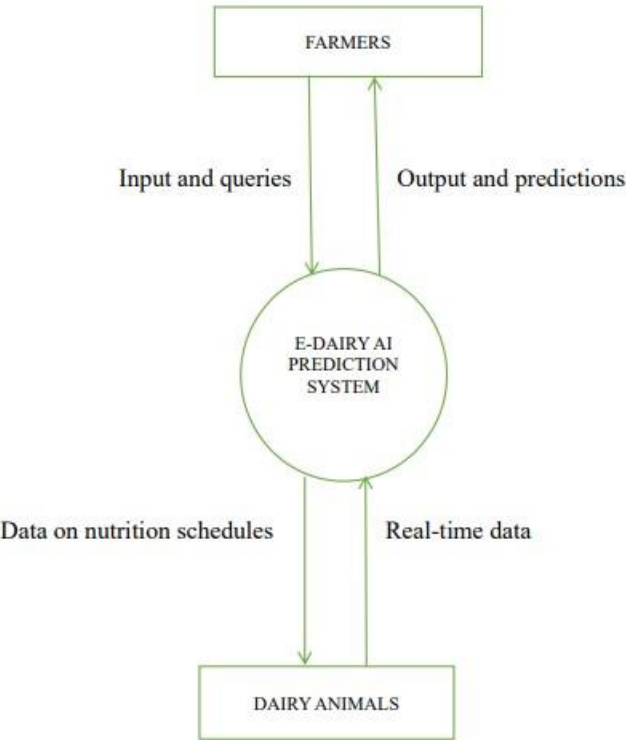 FARMERS
Input and queries
Output and predictions
E-DAIRY AI
PREDICTION
SYSTEM
Data on nutrition schedules
Real-time data
DAIRY ANIMALS